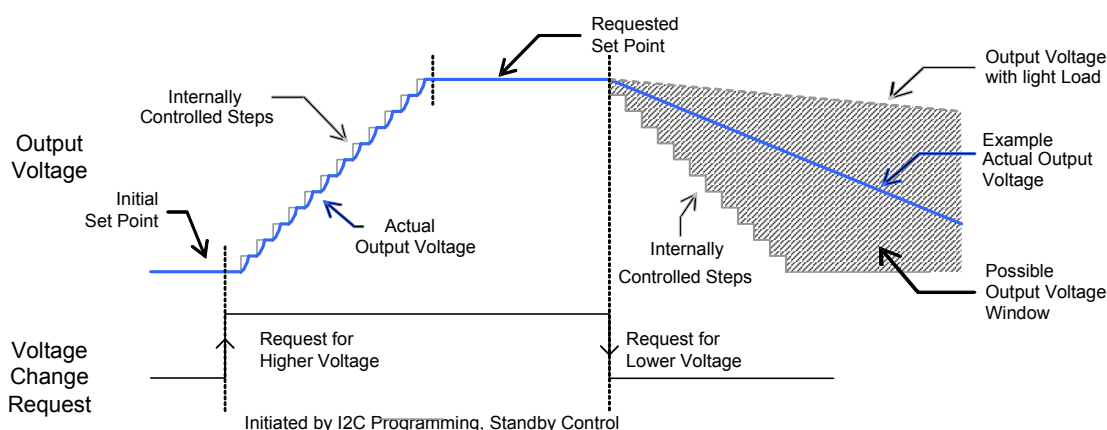 Requested
Set Point
Output Voltage
with light Load
Internally
Controlled Steps
Output
Voltage
Example
Actual Output
Voltage
Initial
Set Point
Actual
Output Voltage
Internally
Controlled Steps
Possible
Output Voltage
Window
Voltage
Change
Request
Request for
Higher Voltage
Request for
Lower Voltage
Initiated by I2C Programming, Standby Control